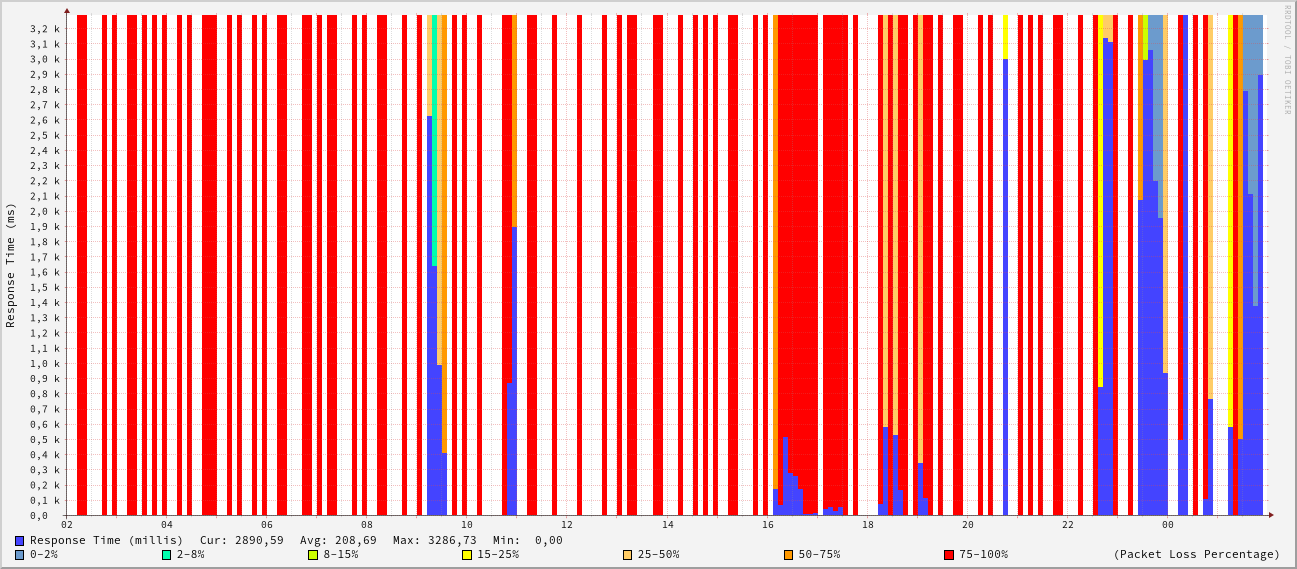 RRDTOOL / TOBI OETIKER
Response Time (ms)
3,2 k
3,1 k
3,0 k
2,9 k
2,8 k
2,7 k
2,6 k
2,5 k
2,4 k
2,3 k
2,2 k
2,1 k
2,0 k
1,9 k
1,8 k
1,7 k
1,6 k
1,5 k
1,4 k
1,3 k
1,2 k
1,1 k
1,0 k
0,9 k
0,8 k
0,7 k
0,6 k
0,5 k
0,4 k
0,3 k
0,2 k
0,1 k
0,0
02 04 06 08 10 12 14 16 18 20 22 00
Response Time (millis) Cur: 2890,59 Avg: 208,69 Max: 3286,73 Min: 0,00
0-2% 2-8% 8-15% 15-25% 25-50% 50-75% 75-100% (Packet Loss Percentage)